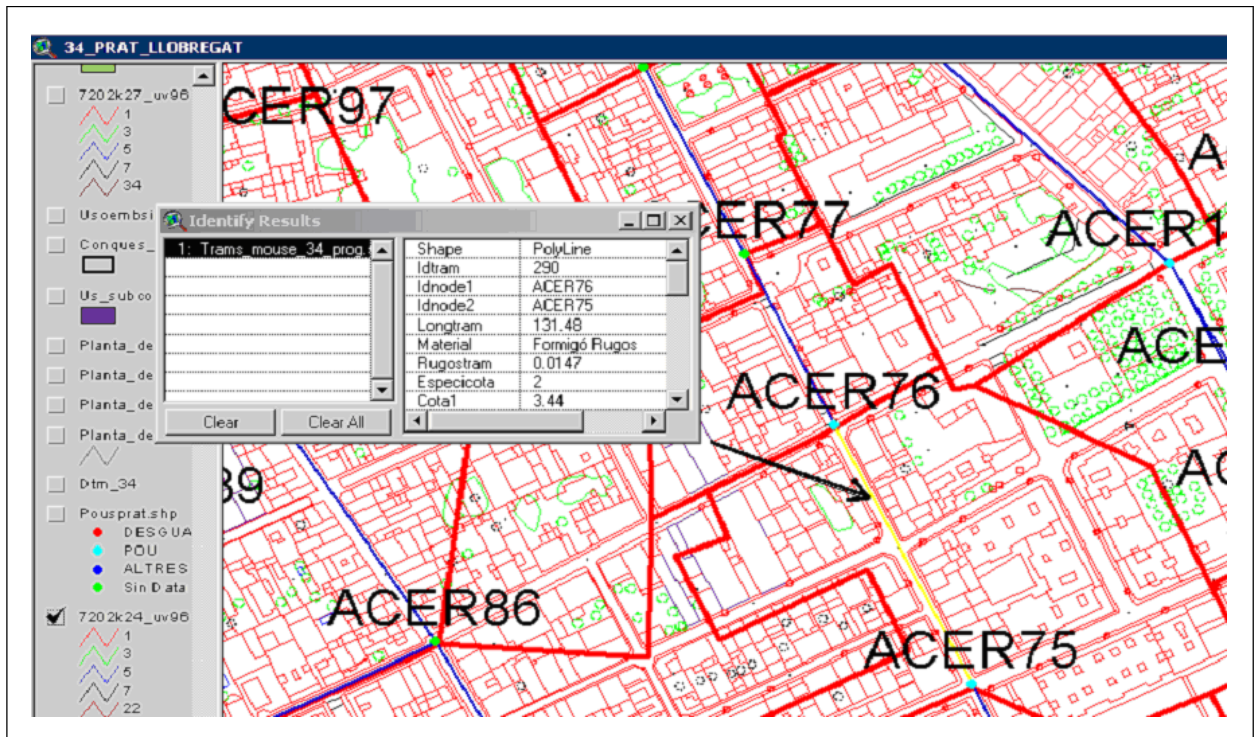 34_PRAT_LLOBREGAT
7202k27_uv96
1
3
5
7
34
Usoembsi
Conques_
Us_subco
Planta_de
Planta_de
Planta_de
Planta_de
Dtm_34
Pousprat.shp
DESGUA
POU
ALTRES
Sin Data
7202k24_uv96
1
3
5
7
22
Identify Results
1: Trams_mouse_34_prog.
Shape PolyLine
Idtram 290
Idnode1 ACER76
Idnode2 ACER75
Longtram 131.48
Material Formigó Rugos
Rugostram 0.0147
Especicota 2
Cota1 3.44
Clear Clear All
CER97
ER77
ACER1
A
ACE
ACER76
AC
39
ACER86
ACER75